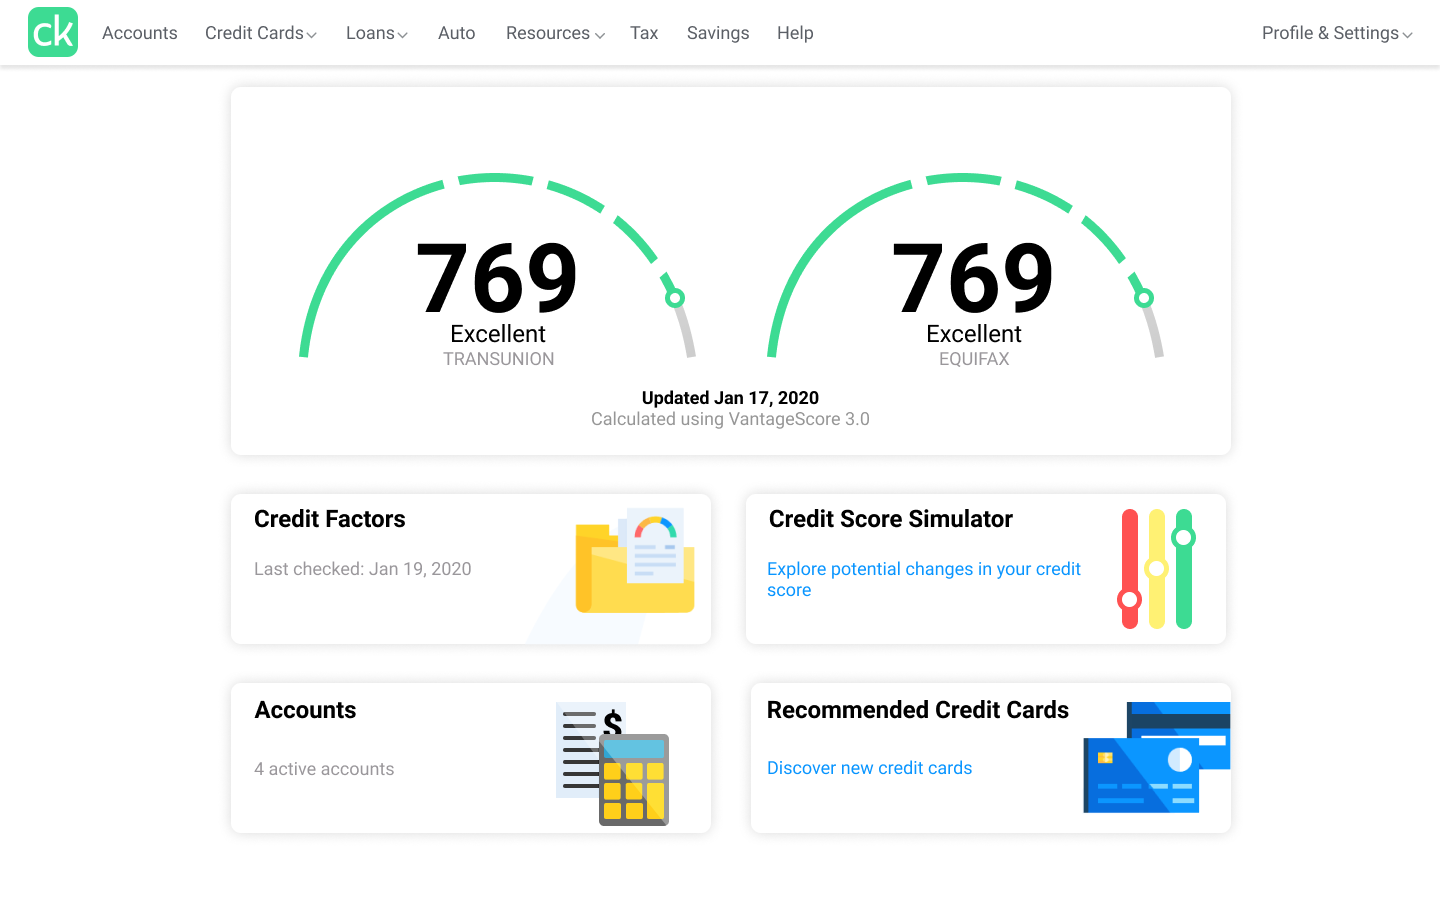 ck Accounts Credit Cards Loans Auto Resources Tax Savings Help Profile & Settings
769 769
Excellent Excellent
TRANSUNION EQUIFAX
Updated Jan 17, 2020
Calculated using VantageScore 3.0
Credit Factors
Last checked: Jan 19, 2020
Credit Score Simulator
Explore potential changes in your credit
score
Accounts
4 active accounts
$
Recommended Credit Cards
Discover new credit cards